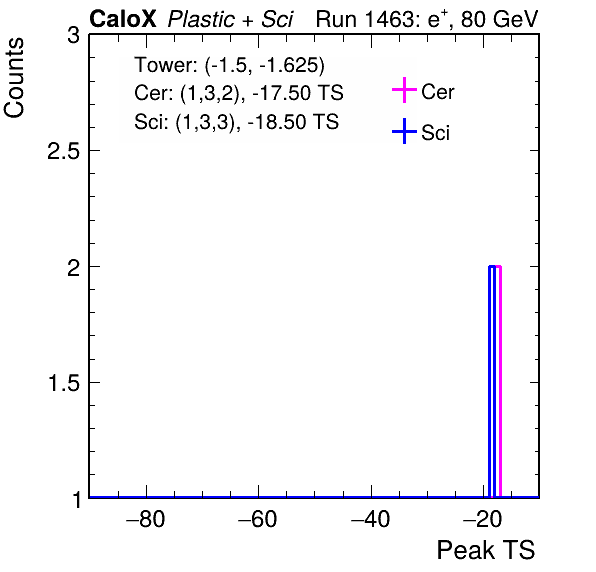 CaloX Plastic + Sci Run 1463: e⁺, 80 GeV
Counts
Tower: (-1.5, -1.625)
Cer: (1,3,2), -17.50 TS
Sci: (1,3,3), -18.50 TS
Cer
Sci
3
2.5
2
1.5
1
−80 −60 −40 −20
Peak TS